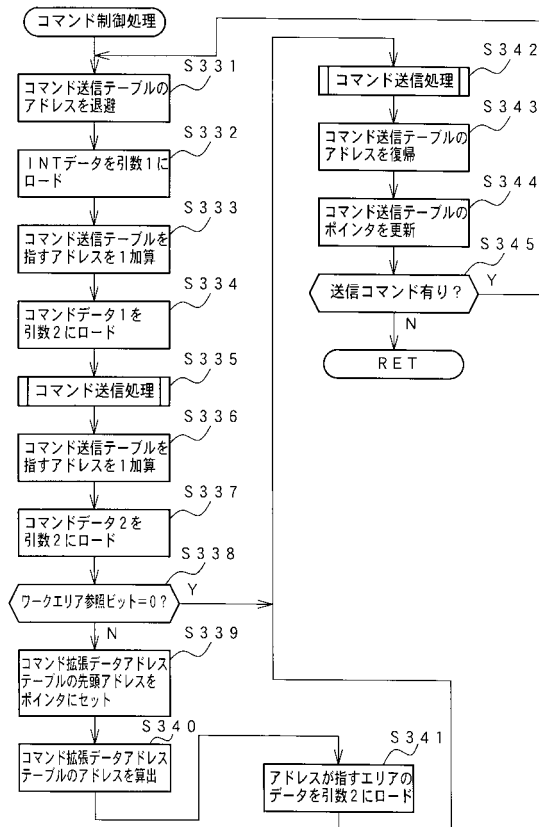 コマンド制御処理
S331
コマンド送信テーブルの
アドレスを退避
S332
INTデータを引数1に
ロード
S333
コマンド送信テーブルを
指すアドレスを1加算
S334
コマンドデータ1を
引数2にロード
S335
コマンド送信処理
S336
コマンド送信テーブルを
指すアドレスを1加算
S337
コマンドデータ2を
引数2にロード
S338
ワークエリア参照ビット=0?
Y
N
S339
コマンド拡張データアドレス
テーブルの先頭アドレスを
ポインタにセット
S340
コマンド拡張データアドレス
テーブルのアドレスを算出
S341
アドレスが指すエリアの
データを引数2にロード
S342
コマンド送信処理
S343
コマンド送信テーブルの
アドレスを復帰
S344
コマンド送信テーブルの
ポインタを更新
S345
送信コマンド有り?
Y
N
RET